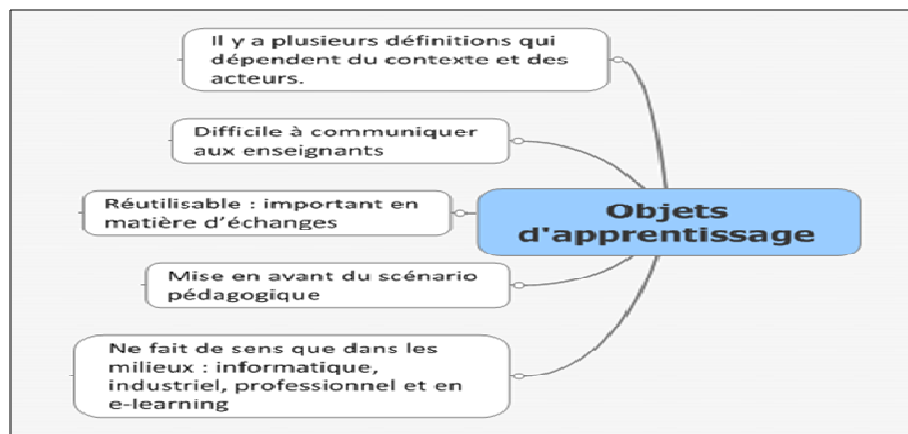 Il y a plusieurs définitions qui
dépendent du contexte et des
acteurs.
Difficile à communiquer
aux enseignants
Réutilisable : important en
matière d'échanges
Mise en avant du scénario
pédagogique
Ne fait de sens que dans les
milieux : informatique,
industriel, professionnel et en
e-learning
Objets
d'apprentissage